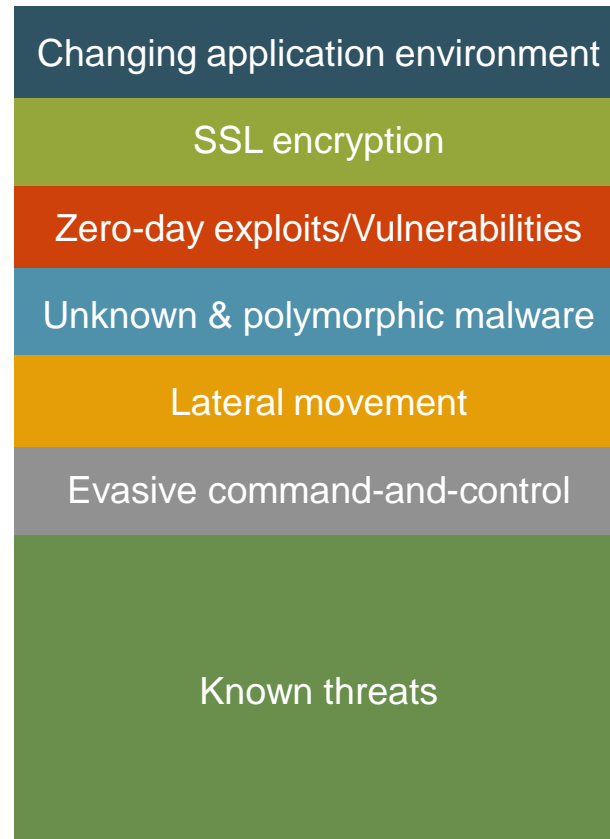 Changing application environment
SSL encryption
Zero-day exploits/Vulnerabilities
Unknown & polymorphic malware
Lateral movement
Evasive command-and-control
Known threats